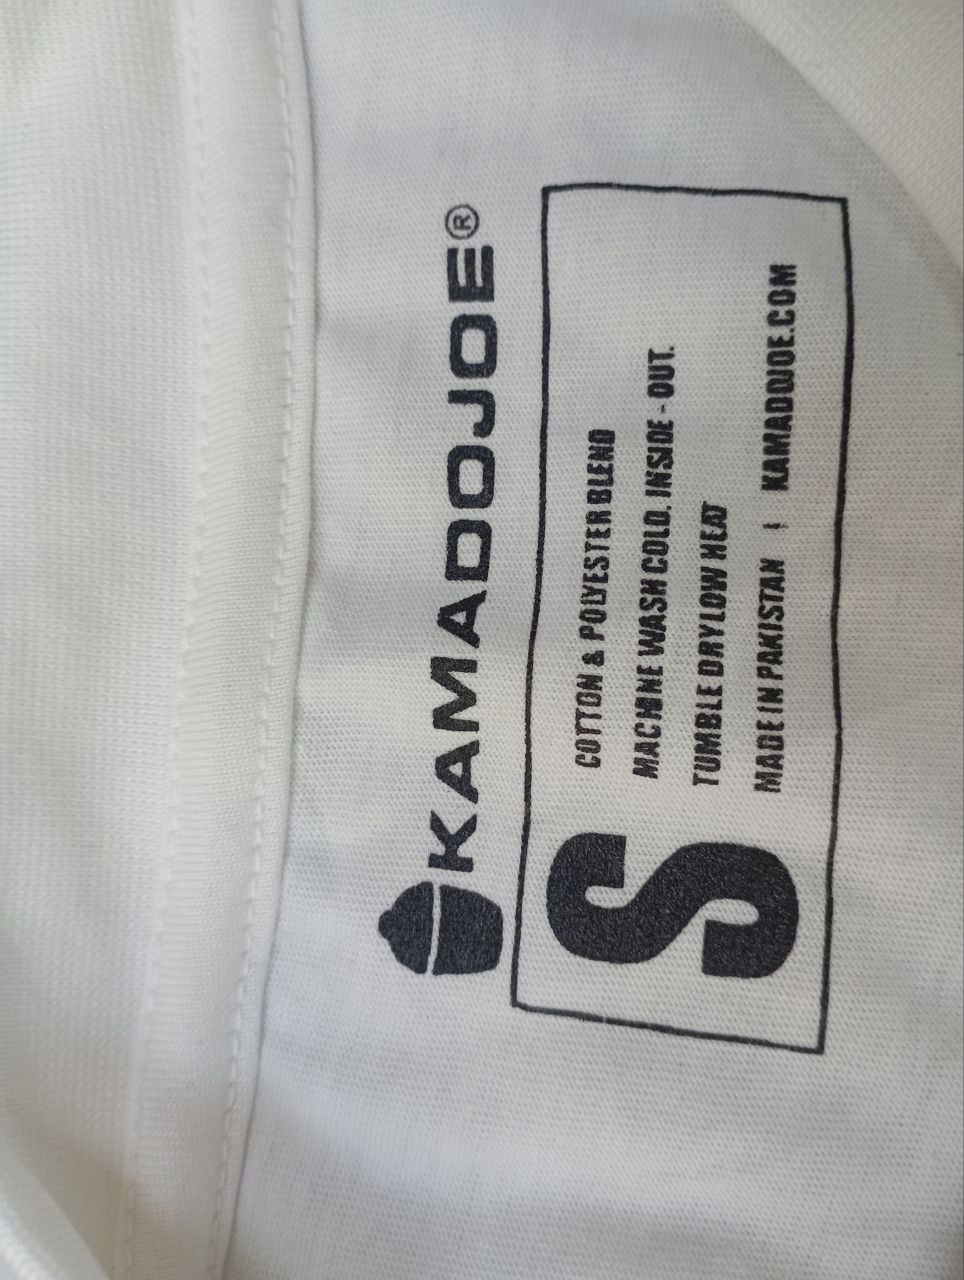 KAMADOJOE®
S
COTTON & POLYESTER BLEND
MACHINE WASH COLD. INSIDE - OUT.
TUMBLE DRY LOW HEAT
MADE IN PAKISTAN | KAMADOJOE.COM